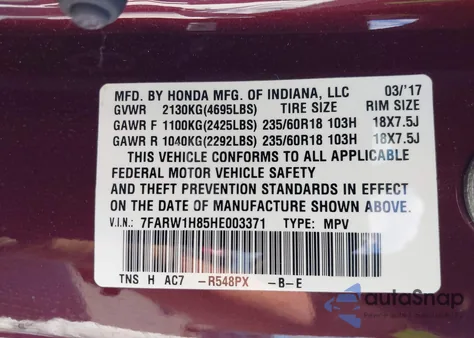 MFD. BY HONDA MFG. OF INDIANA, LLC 03/'17
GVWR 2130KG(4695LBS) TIRE SIZE RIM SIZE
GAWR F 1100KG(2425LBS) 235/60R18 103H 18X7.5J
GAWR R 1040KG(2292LBS) 235/60R18 103H 18X7.5J
THIS VEHICLE CONFORMS TO ALL APPLICABLE
FEDERAL MOTOR VEHICLE SAFETY
AND THEFT PREVENTION STANDARDS IN EFFECT
ON THE DATE OF MANUFACTURE SHOWN ABOVE.
V.I.N.: 7FARW1H85HE003371 TYPE: MPV
TNS H AC7 -R548PX -B-E
autoSnap